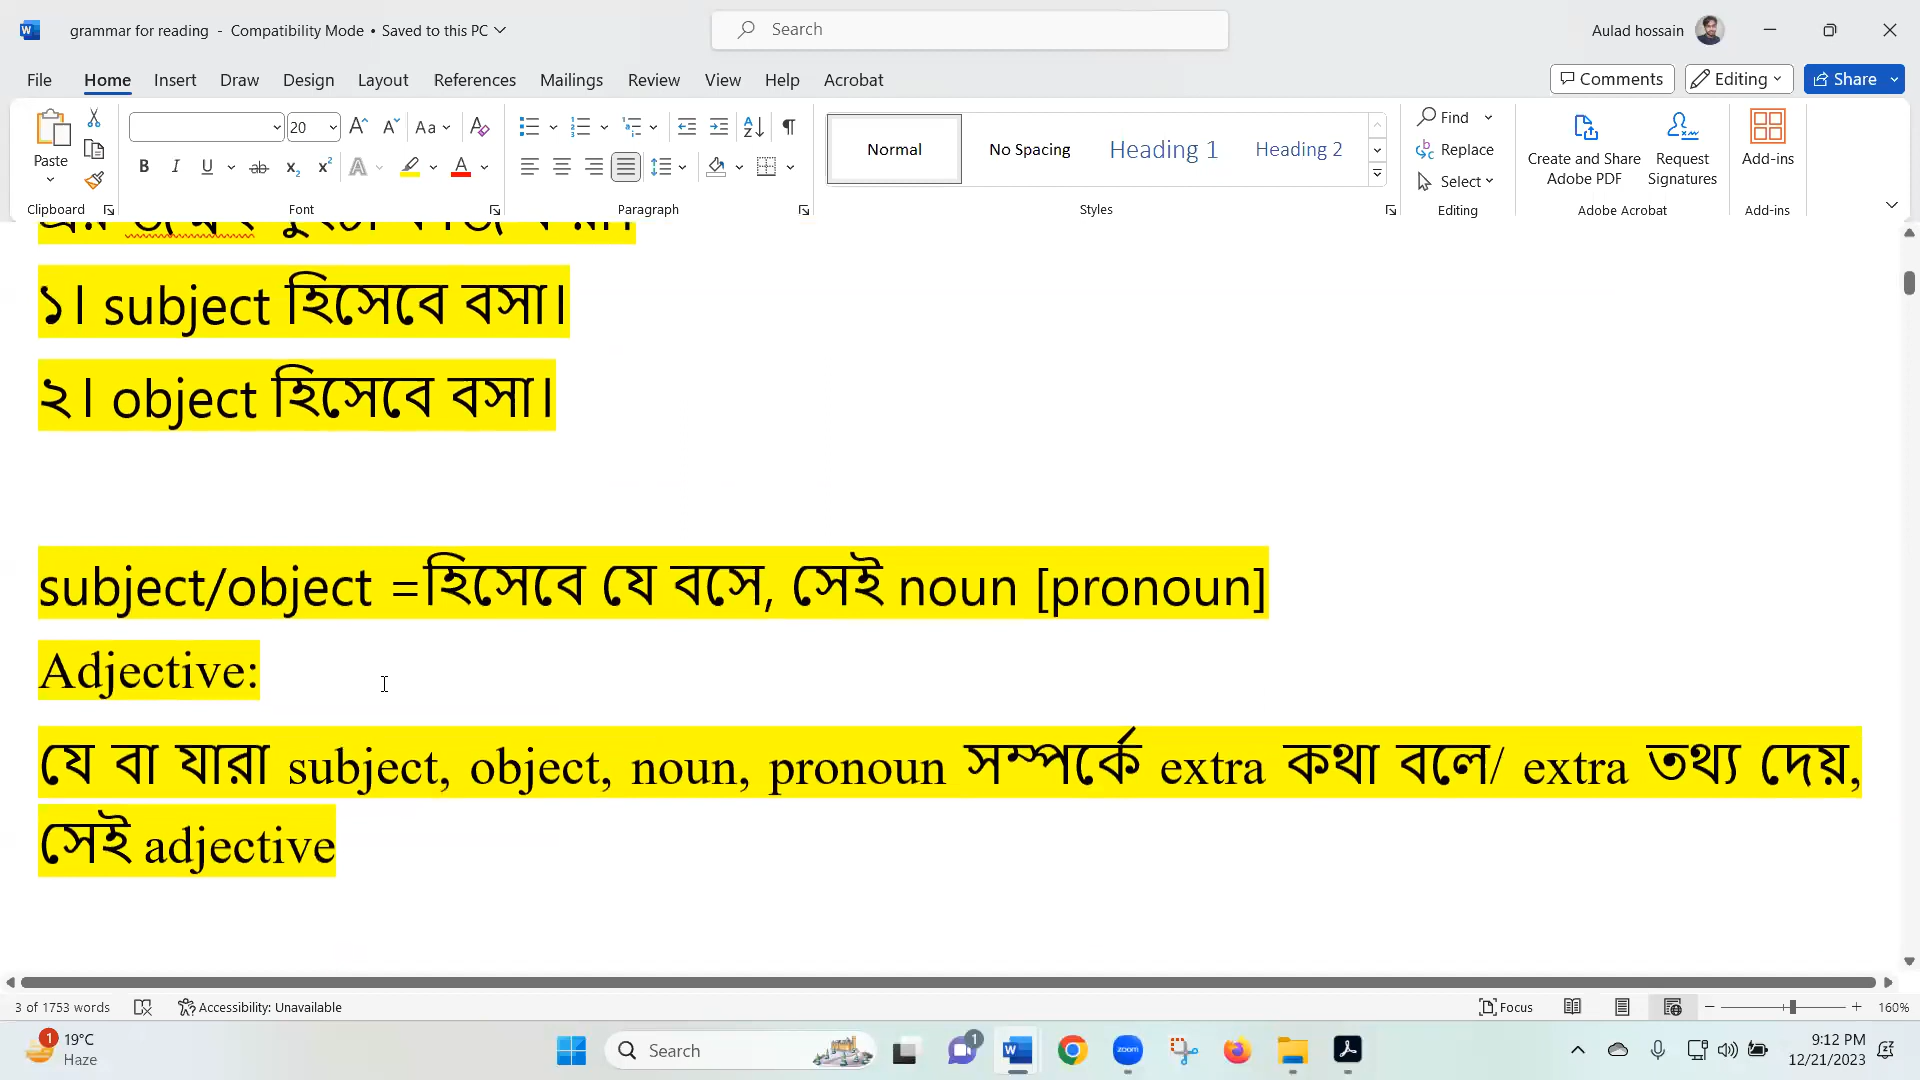 grammar for reading - Compatibility Mode • Saved to this PC
Search
Aulad hossain
File Home Insert Draw Design Layout References Mailings Review View Help Acrobat
Comments Editing Share
Paste
20
Normal
No Spacing
Heading 1
Heading 2
Find
Replace
Select
Create and Share Adobe PDF
Request Signatures
Add-ins
Clipboard Font Paragraph Styles Editing Adobe Acrobat Add-ins
১। subject হিসেবে বসা।
২। object হিসেবে বসা।
subject/object =হিসেবে যে বসে, সেই noun [pronoun]
Adjective:
যে বা যারা subject, object, noun, pronoun সম্পর্কে extra কথা বলে/ extra তথ্য দেয়,
সেই adjective
3 of 1753 words
Accessibility: Unavailable
Focus
160%
1
19°C
Haze
Search
1
zoom
9:12 PM
12/21/2023